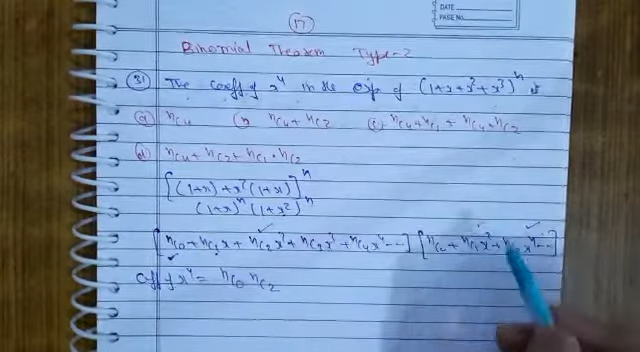 (17)
DATE
PAGE No.
Binomial Theorem Type-2
(31) The coeff of x⁴ in the exp of (1+x+x²+x³)ⁿ is
(a) ⁿC₄ (b) ⁿC₄ + ⁿC₂ (c) ⁿC₄ + ⁿC₁ + ⁿC₄ · ⁿC₂
(d) ⁿC₄ + ⁿC₂ + ⁿC₁ · ⁿC₂
[(1+x) + x²(1+x)]ⁿ
(1+x)ⁿ (1+x²)ⁿ
[ⁿC₀ + ⁿC₁x + ⁿC₂x² + ⁿC₃x³ + ⁿC₄x⁴ --] [ⁿC₀ + ⁿC₁x² + x⁴--]
Coff of x⁴ = ⁿC₀ ⁿC₂